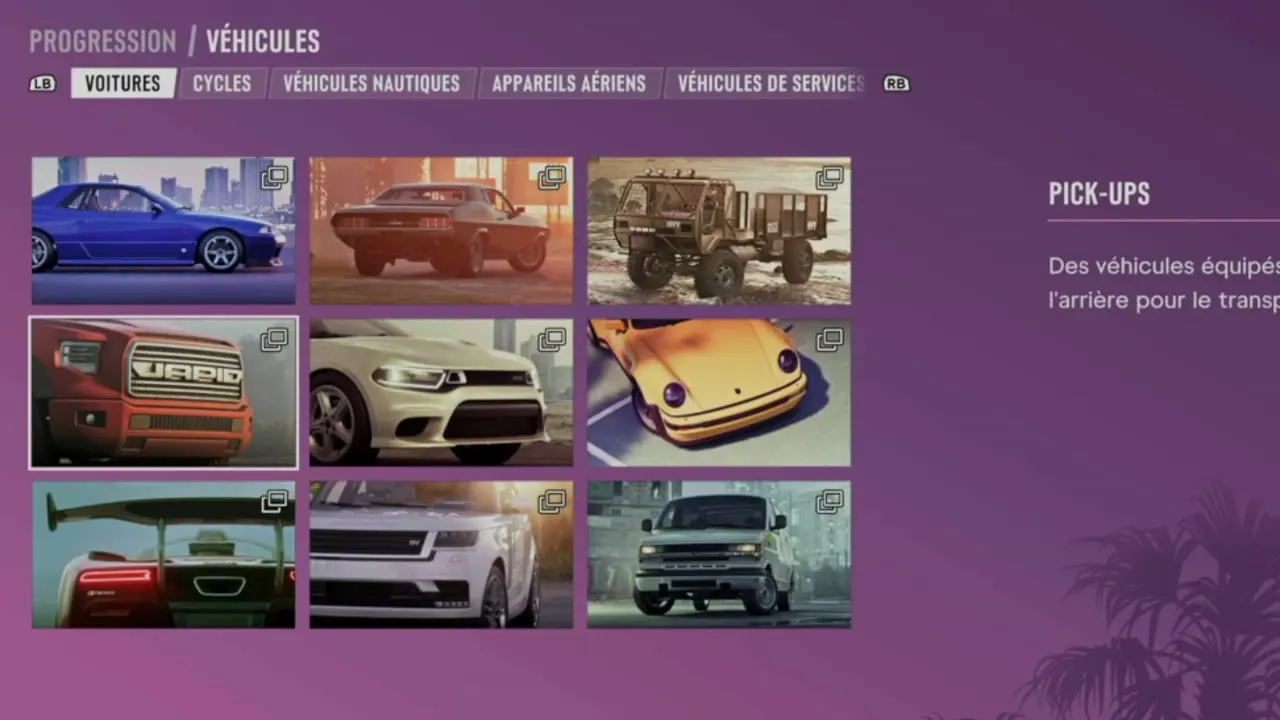 PROGRESSION / VÉHICULES
LB VOITURES CYCLES VÉHICULES NAUTIQUES APPAREILS AÉRIENS VÉHICULES DE SERVICES RB
PICK-UPS
Des véhicules équipés
l'arrière pour le transp
VAPID